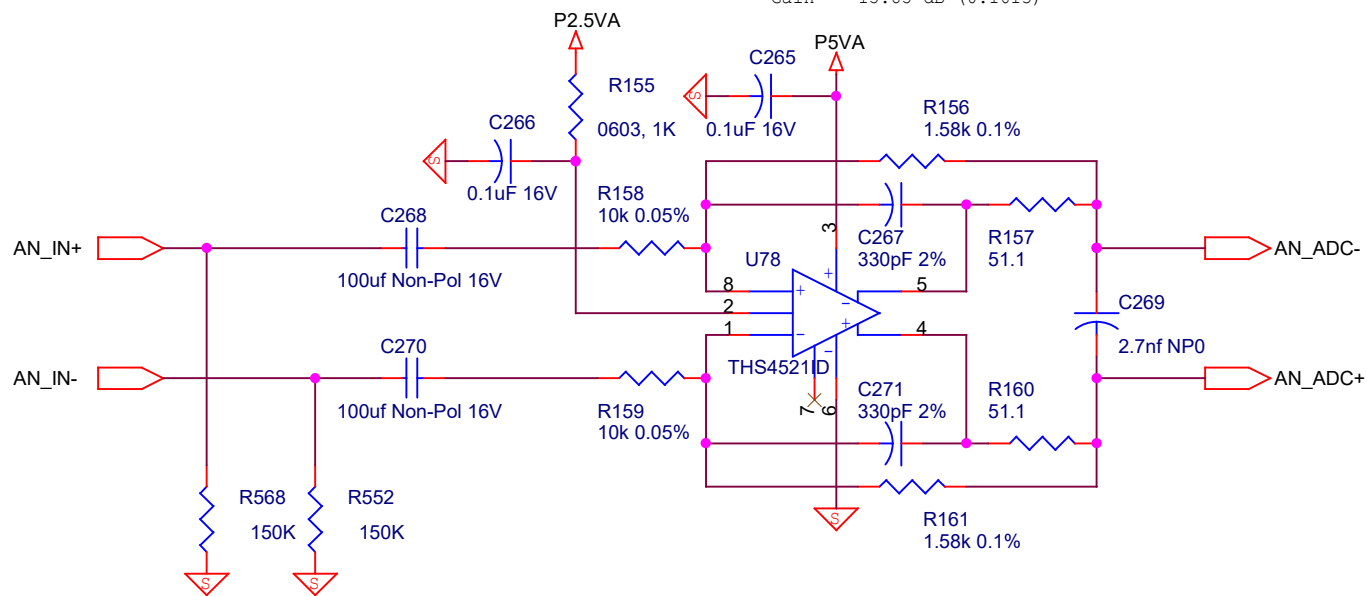 P2.5VA
P5VA
C265
R155
R156
1.58k 0.1%
C266
0603, 1K
0.1uF 16V
S
S
0.1uF 16V
R158
10k 0.05%
C268
3
C267
330pF 2%
R157
51.1
AN_IN+
AN_ADC-
U78
100uf Non-Pol 16V
8
+
+
5
−
2
C269
+
1
−
4
C270
2.7nf NP0
−
THS4521ID
AN_IN-
AN_ADC+
C271
330pF 2%
R160
51.1
100uf Non-Pol 16V
R159
10k 0.05%
7
6
R568
150K
R552
150K
S
R161
1.58k 0.1%
S
S